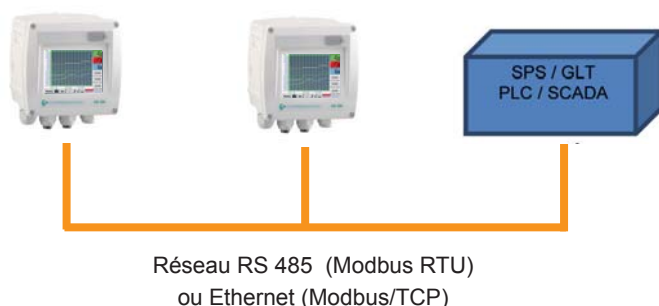 SPS / GLT
PLC / SCADA
Réseau RS 485 (Modbus RTU)
ou Ethernet (Modbus/TCP)